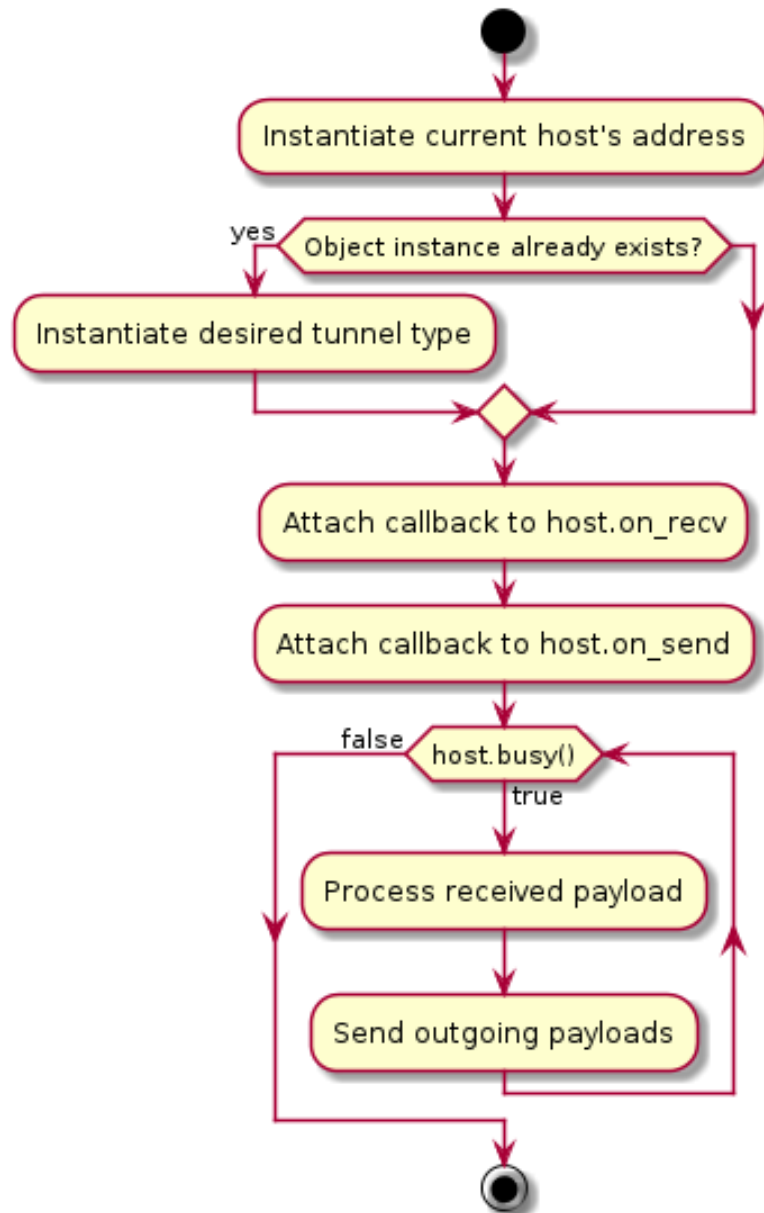 Instantiate current host's address
yes
Object instance already exists?
Instantiate desired tunnel type
Attach callback to host.on_recv
Attach callback to host.on_send
false
host.busy()
true
Process received payload
Send outgoing payloads